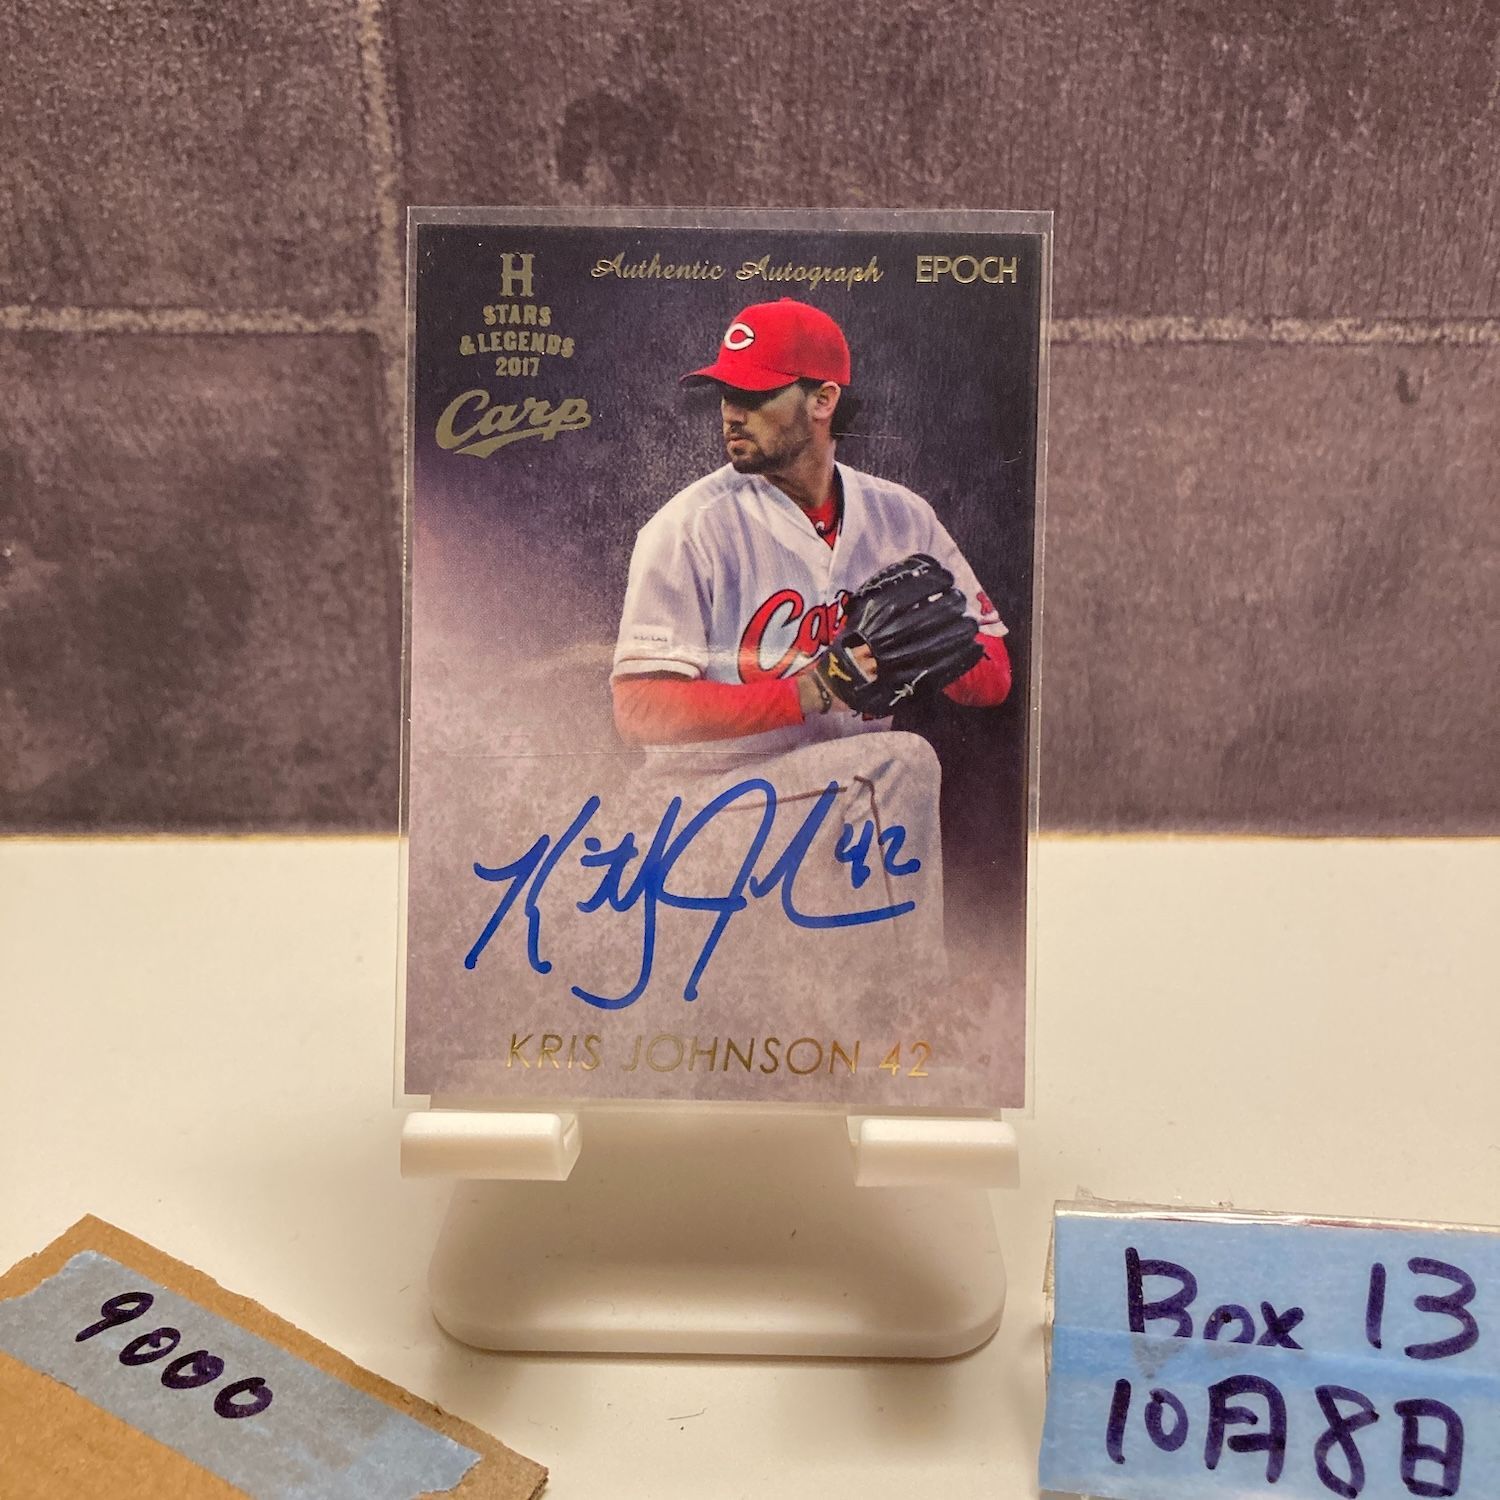 H
STARS
& LEGENDS
2017
Carp
Authentic Autograph
EPOCH
C
42
KRIS JOHNSON 42
9000
Box 13
10月8日